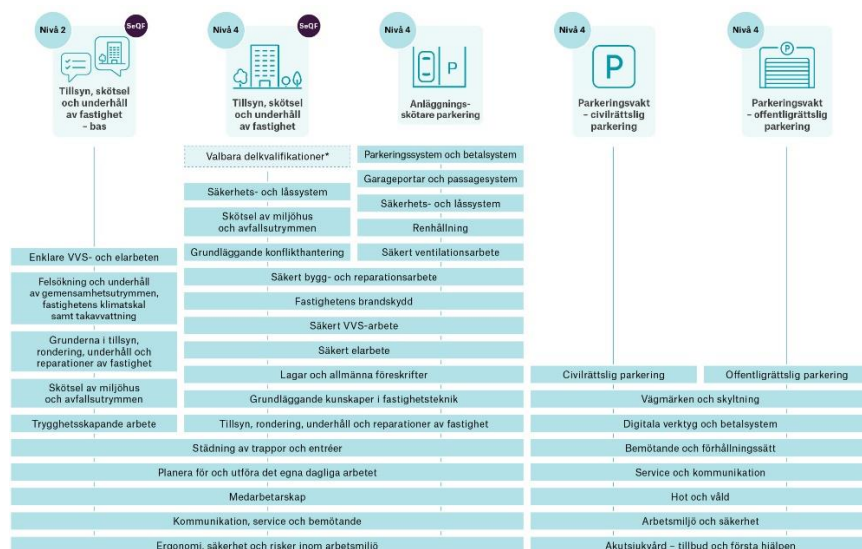 Nivå 2
SeQF
Tillsyn, skötsel
och underhåll
av fastighet
– bas
Nivå 4
SeQF
Tillsyn, skötsel
och underhåll
av fastighet
Nivå 4
P
Anläggnings-
skötare parkering
Nivå 4
P
Parkeringsvakt
– civilrättslig
parkering
Nivå 4
P
Parkeringsvakt
– offentligrättslig
parkering
Valbara delkvalifikationer*
Parkeringssystem och betalsystem
Garageportar och passagesystem
Säkerhets- och låssystem
Säkerhets- och låssystem
Skötsel av miljöhus
och avfallsutrymmen
Renhållning
Enklare VVS- och elarbeten
Grundläggande konflikthantering
Säkert ventilationsarbete
Felsökning och underhåll
av gemensamhetsutrymmen,
fastighetens klimatskal
samt takavvattning
Säkert bygg- och reparationsarbete
Fastighetens brandskydd
Säkert VVS-arbete
Grunderna i tillsyn,
rondering, underhåll och
reparationer av fastighet
Säkert elarbete
Lagar och allmänna föreskrifter
Civilrättslig parkering
Offentligrättslig parkering
Skötsel av miljöhus
och avfallsutrymmen
Grundläggande kunskaper i fastighetsteknik
Vägmärken och skyltning
Trygghetsskapande arbete
Tillsyn, rondering, underhåll och reparationer av fastighet
Digitala verktyg och betalsystem
Städning av trappor och entréer
Bemötande och förhållningssätt
Planera för och utföra det egna dagliga arbetet
Service och kommunikation
Medarbetarskap
Hot och våld
Kommunikation, service och bemötande
Arbetsmiljö och säkerhet
Ergonomi, säkerhet och risker inom arbetsmiljö
Akutsjukvård – tillbud och första hjälpen